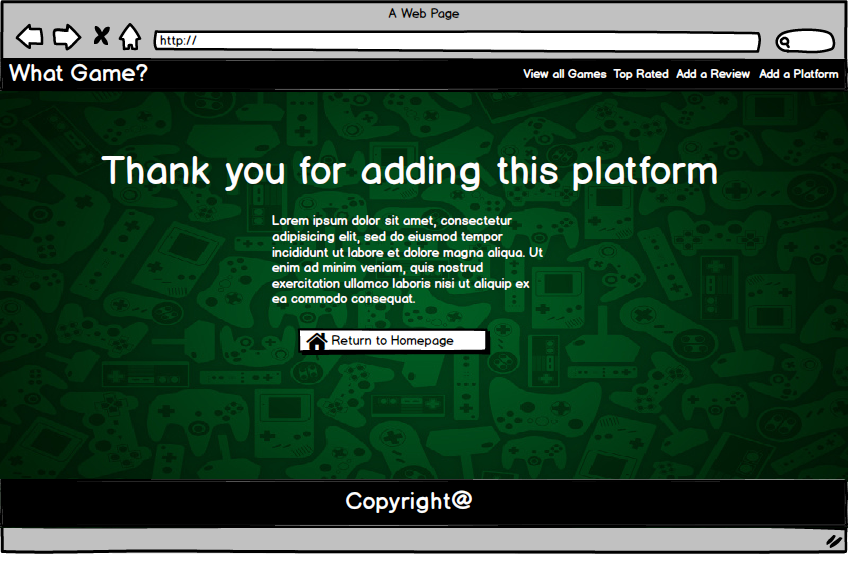 A Web Page
http://
What Game?
View all Games Top Rated Add a Review Add a Platform
Thank you for adding this platform
Lorem ipsum dolor sit amet, consectetur
adipisicing elit, sed do eiusmod tempor
incididunt ut labore et dolore magna aliqua. Ut
enim ad minim veniam, quis nostrud
exercitation ullamco laboris nisi ut aliquip ex
ea commodo consequat.
Return to Homepage
Copyright@